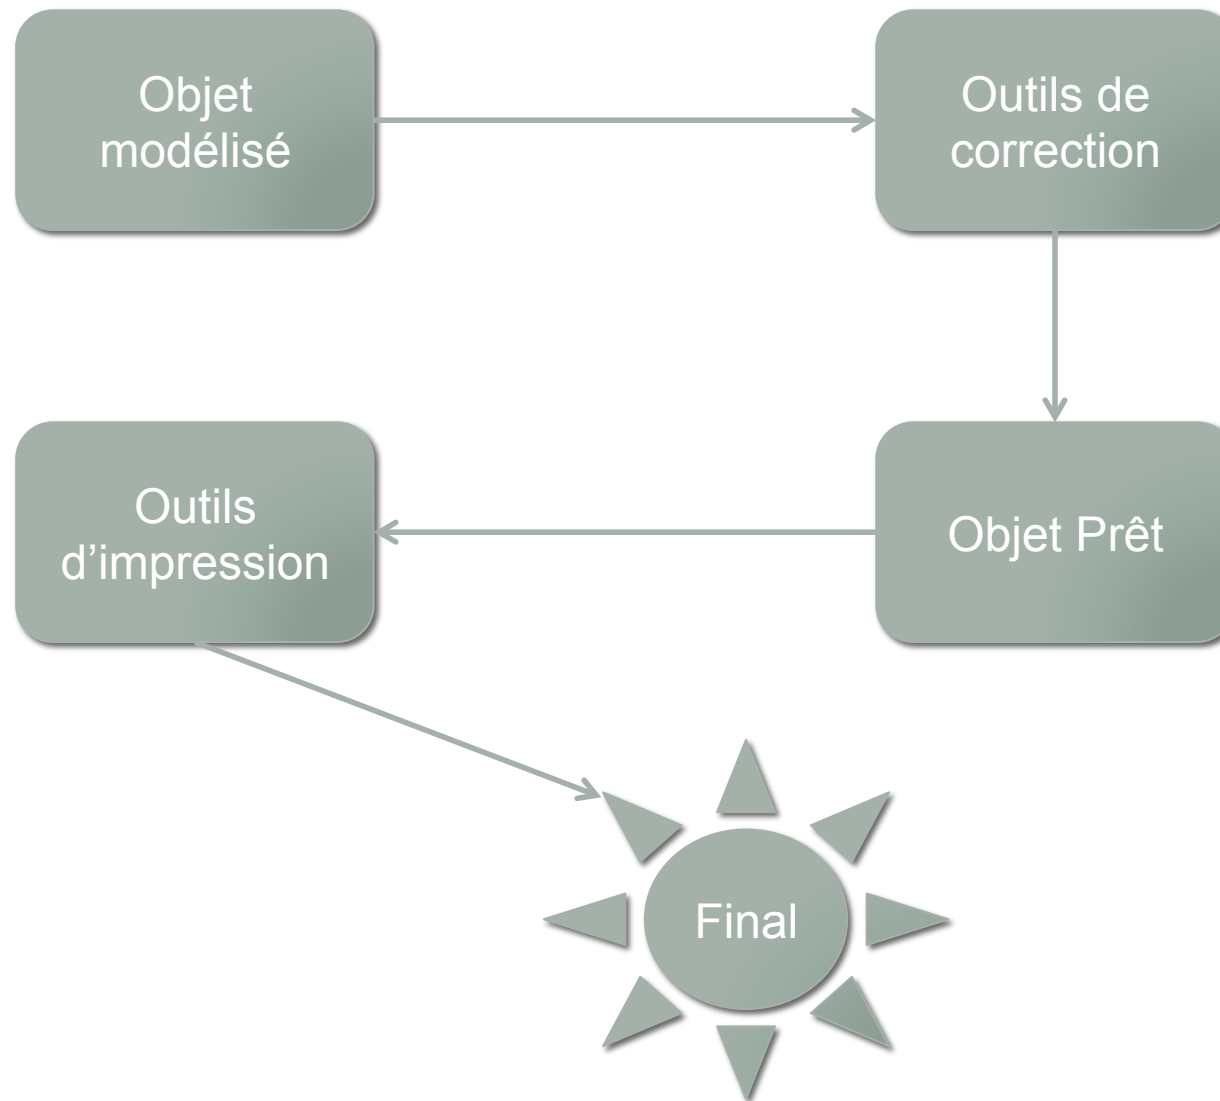 Objet
modélisé
Outils de
correction
Outils
d’impression
Objet Prêt
Final